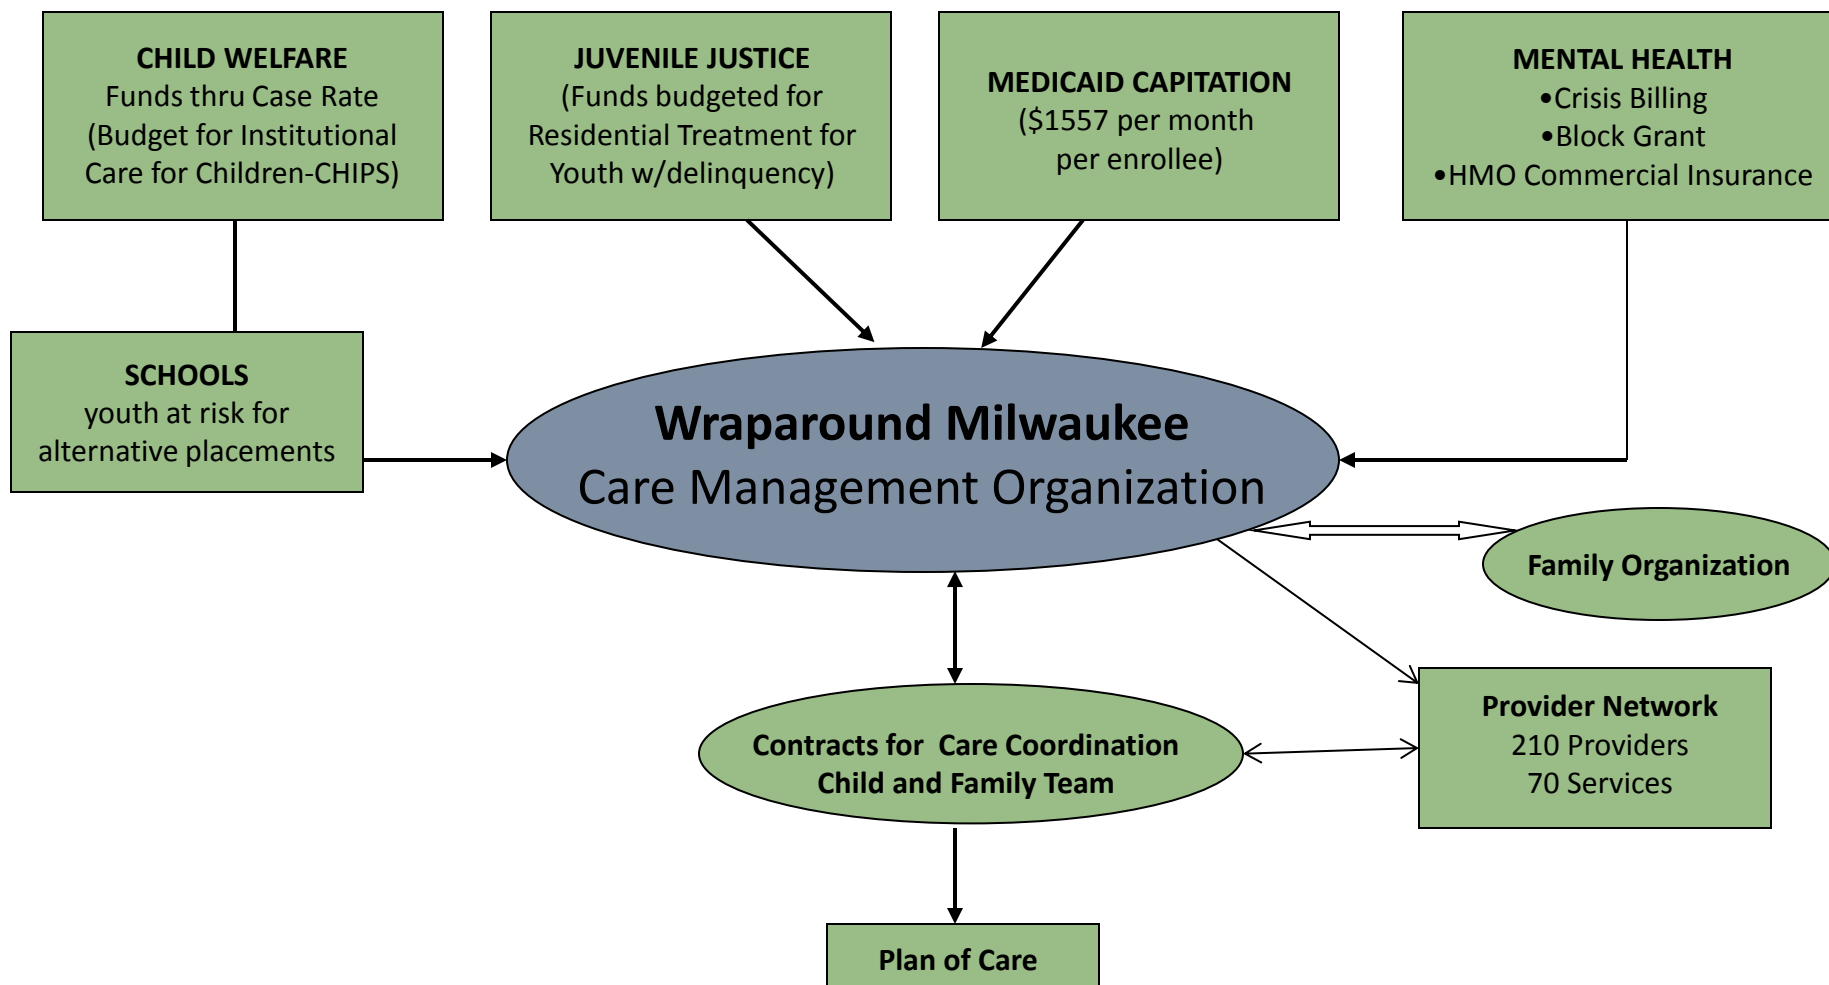 CHILD WELFARE
Funds thru Case Rate
(Budget for Institutional
Care for Children-CHIPS)
JUVENILE JUSTICE
(Funds budgeted for
Residential Treatment for
Youth w/delinquency)
MEDICAID CAPITATION
($1557 per month
per enrollee)
MENTAL HEALTH
•Crisis Billing
•Block Grant
•HMO Commercial Insurance
SCHOOLS
youth at risk for
alternative placements
Wraparound Milwaukee
Care Management Organization
Family Organization
Provider Network
210 Providers
70 Services
Contracts for Care Coordination
Child and Family Team
Plan of Care